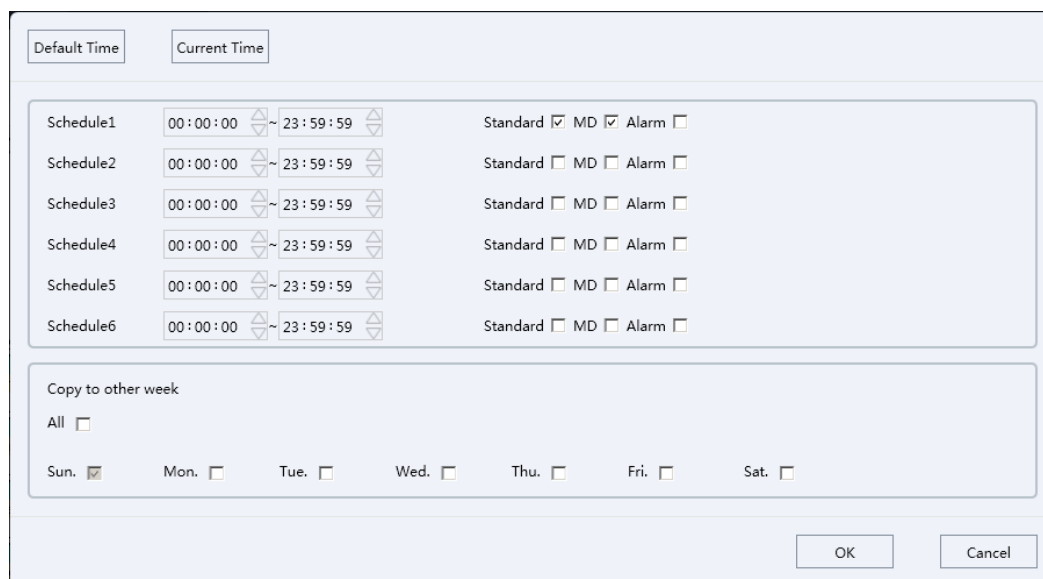 Default Time Current Time
Schedule1 00:00:00 ~ 23:59:59 Standard MD Alarm
Schedule2 00:00:00 ~ 23:59:59 Standard MD Alarm
Schedule3 00:00:00 ~ 23:59:59 Standard MD Alarm
Schedule4 00:00:00 ~ 23:59:59 Standard MD Alarm
Schedule5 00:00:00 ~ 23:59:59 Standard MD Alarm
Schedule6 00:00:00 ~ 23:59:59 Standard MD Alarm
Copy to other week
All
Sun. Mon. Tue. Wed. Thu. Fri. Sat.
OK Cancel